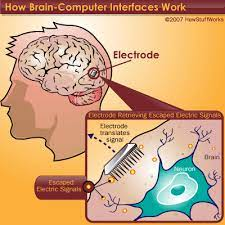 How Brain-Computer Interfaces Work
©2007 HowStuffWorks
Electrode
Electrode Retrieving Escaped Electric Signals
Electrode
translates
signal
Brain
Neuron
Escaped
Electric Signals